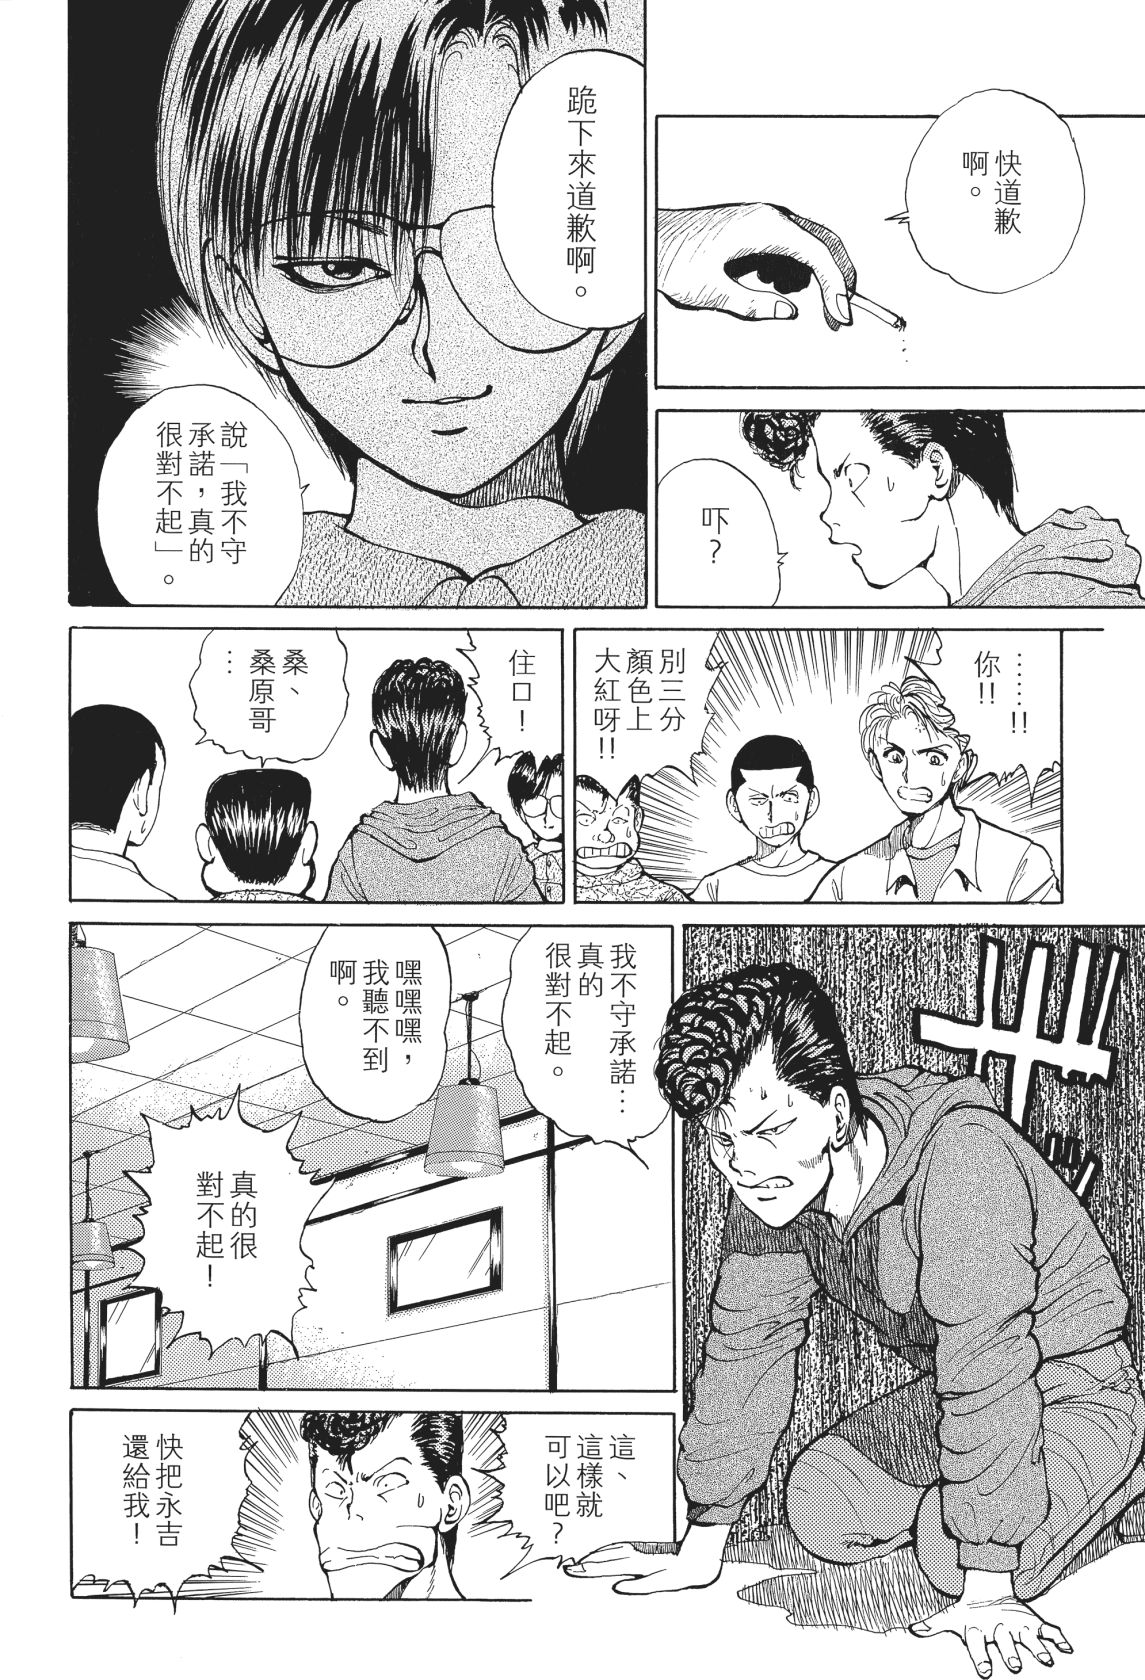 快道歉
啊。
跪下來道歉啊。
吓？
說「我不守
承諾，真的
很對不起」。
……!!
你!!
別三分
顏色上
大紅呀!!
住口！
桑、
桑原哥
…
我不守承諾…
真的
很對不起。
嘿嘿嘿，
我聽不到
啊。
真的很
對不起！
這、
這樣就
可以吧？
快把永吉
還給我！